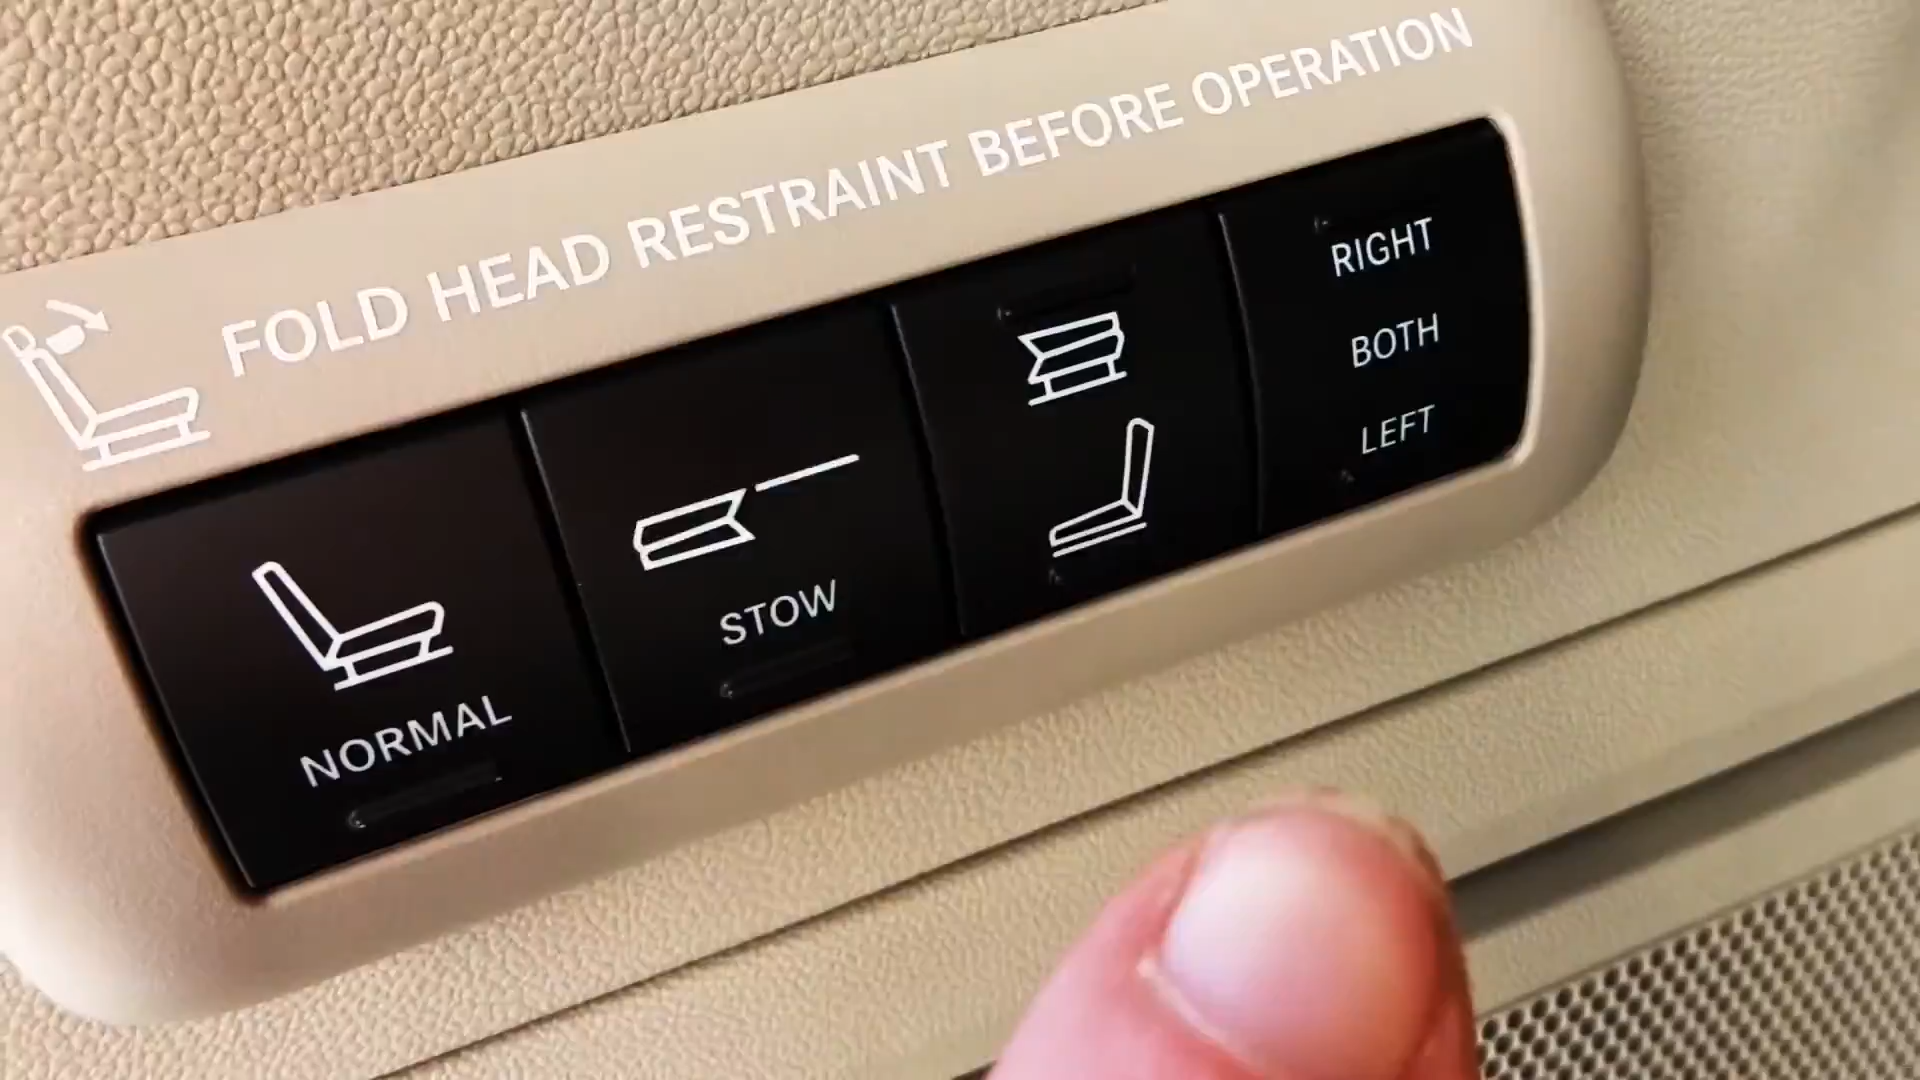 FOLD HEAD RESTRAINT BEFORE OPERATION
NORMAL
STOW
RIGHT
BOTH
LEFT